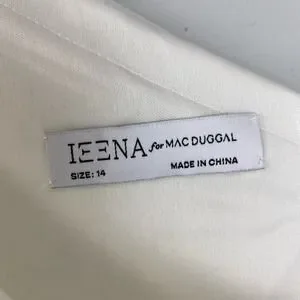 IEENA for MAC DUGGAL
SIZE: 14
MADE IN CHINA